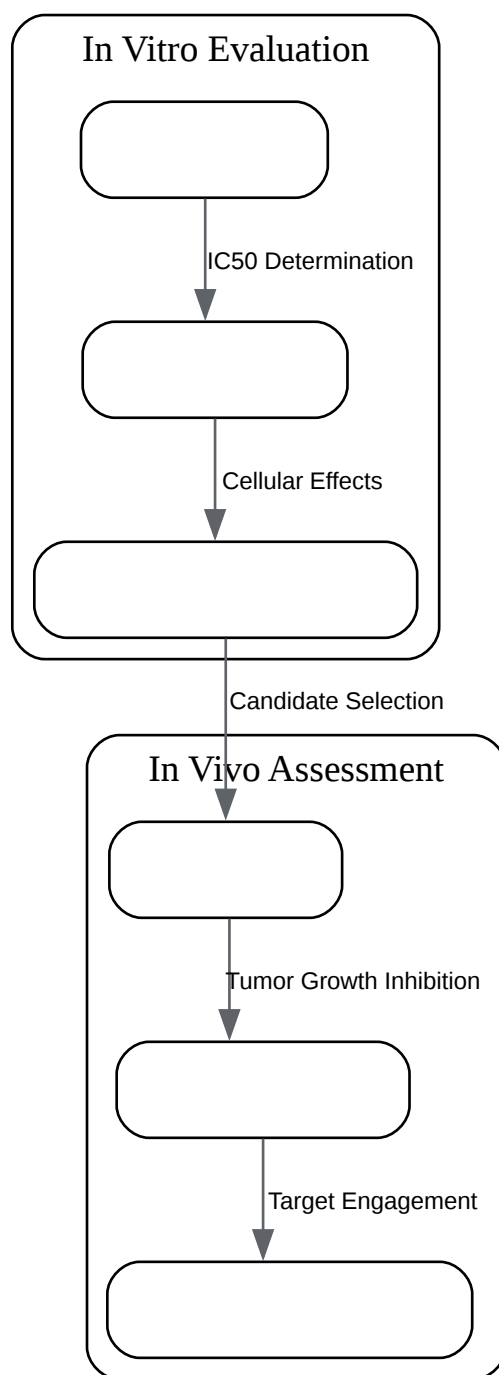 In Vitro Evaluation
IC50 Determination
Cellular Effects
Candidate Selection
In Vivo Assessment
Tumor Growth Inhibition
Target Engagement